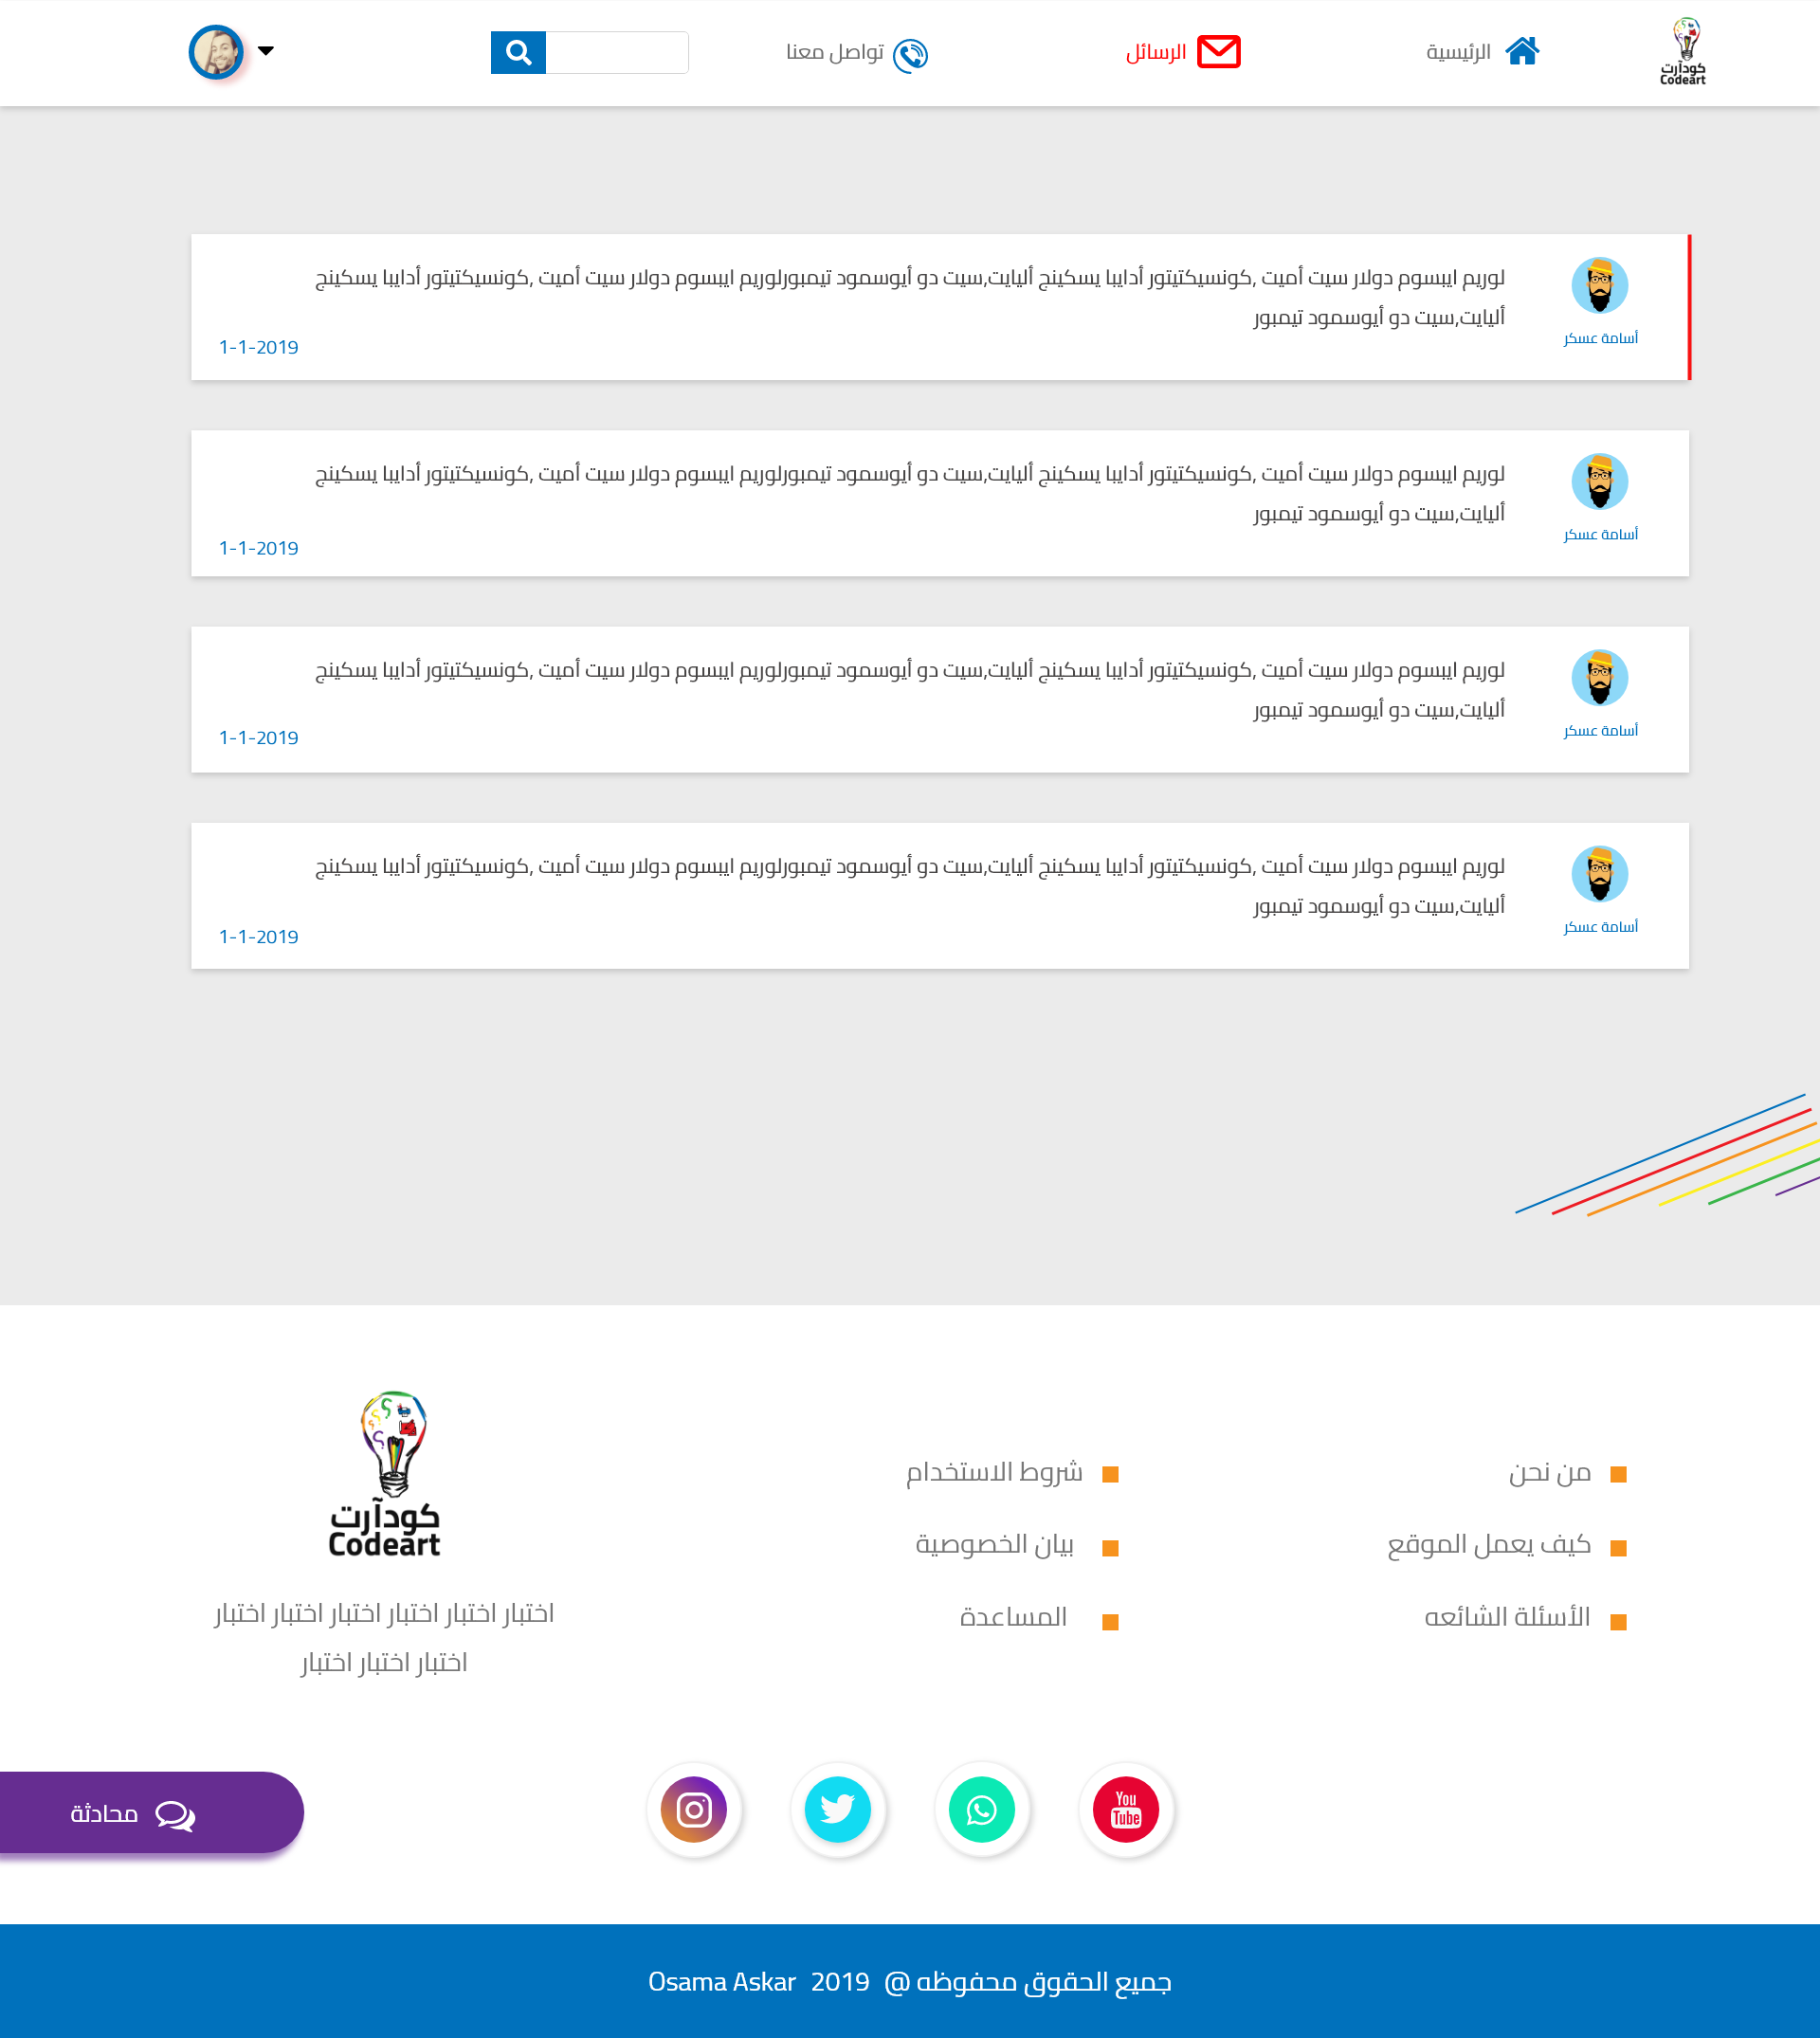 كودآرت
Codeart
الرئيسية
الرسائل
تواصل معنا
لوريم ايبسوم دولار سيت أميت ,كونسيكتيتور أدايبا يسكينج أليايت,سيت دو أيوسمود تيمبورلوريم ايبسوم دولار سيت أميت ,كونسيكتيتور أدايبا يسكينج
أليايت,سيت دو أيوسمود تيمبور
أسامة عسكر
1-1-2019
لوريم ايبسوم دولار سيت أميت ,كونسيكتيتور أدايبا يسكينج أليايت,سيت دو أيوسمود تيمبورلوريم ايبسوم دولار سيت أميت ,كونسيكتيتور أدايبا يسكينج
أليايت,سيت دو أيوسمود تيمبور
أسامة عسكر
1-1-2019
لوريم ايبسوم دولار سيت أميت ,كونسيكتيتور أدايبا يسكينج أليايت,سيت دو أيوسمود تيمبورلوريم ايبسوم دولار سيت أميت ,كونسيكتيتور أدايبا يسكينج
أليايت,سيت دو أيوسمود تيمبور
أسامة عسكر
1-1-2019
لوريم ايبسوم دولار سيت أميت ,كونسيكتيتور أدايبا يسكينج أليايت,سيت دو أيوسمود تيمبورلوريم ايبسوم دولار سيت أميت ,كونسيكتيتور أدايبا يسكينج
أليايت,سيت دو أيوسمود تيمبور
أسامة عسكر
1-1-2019
من نحن
كيف يعمل الموقع
الأسئلة الشائعه
شروط الاستخدام
بيان الخصوصية
المساعدة
كودآرت
Codeart
اختبار اختبار اختبار اختبار اختبار اختبار
اختبار اختبار اختبار
You
Tube
محادثة
جميع الحقوق محفوظه @ 2019 Osama Askar